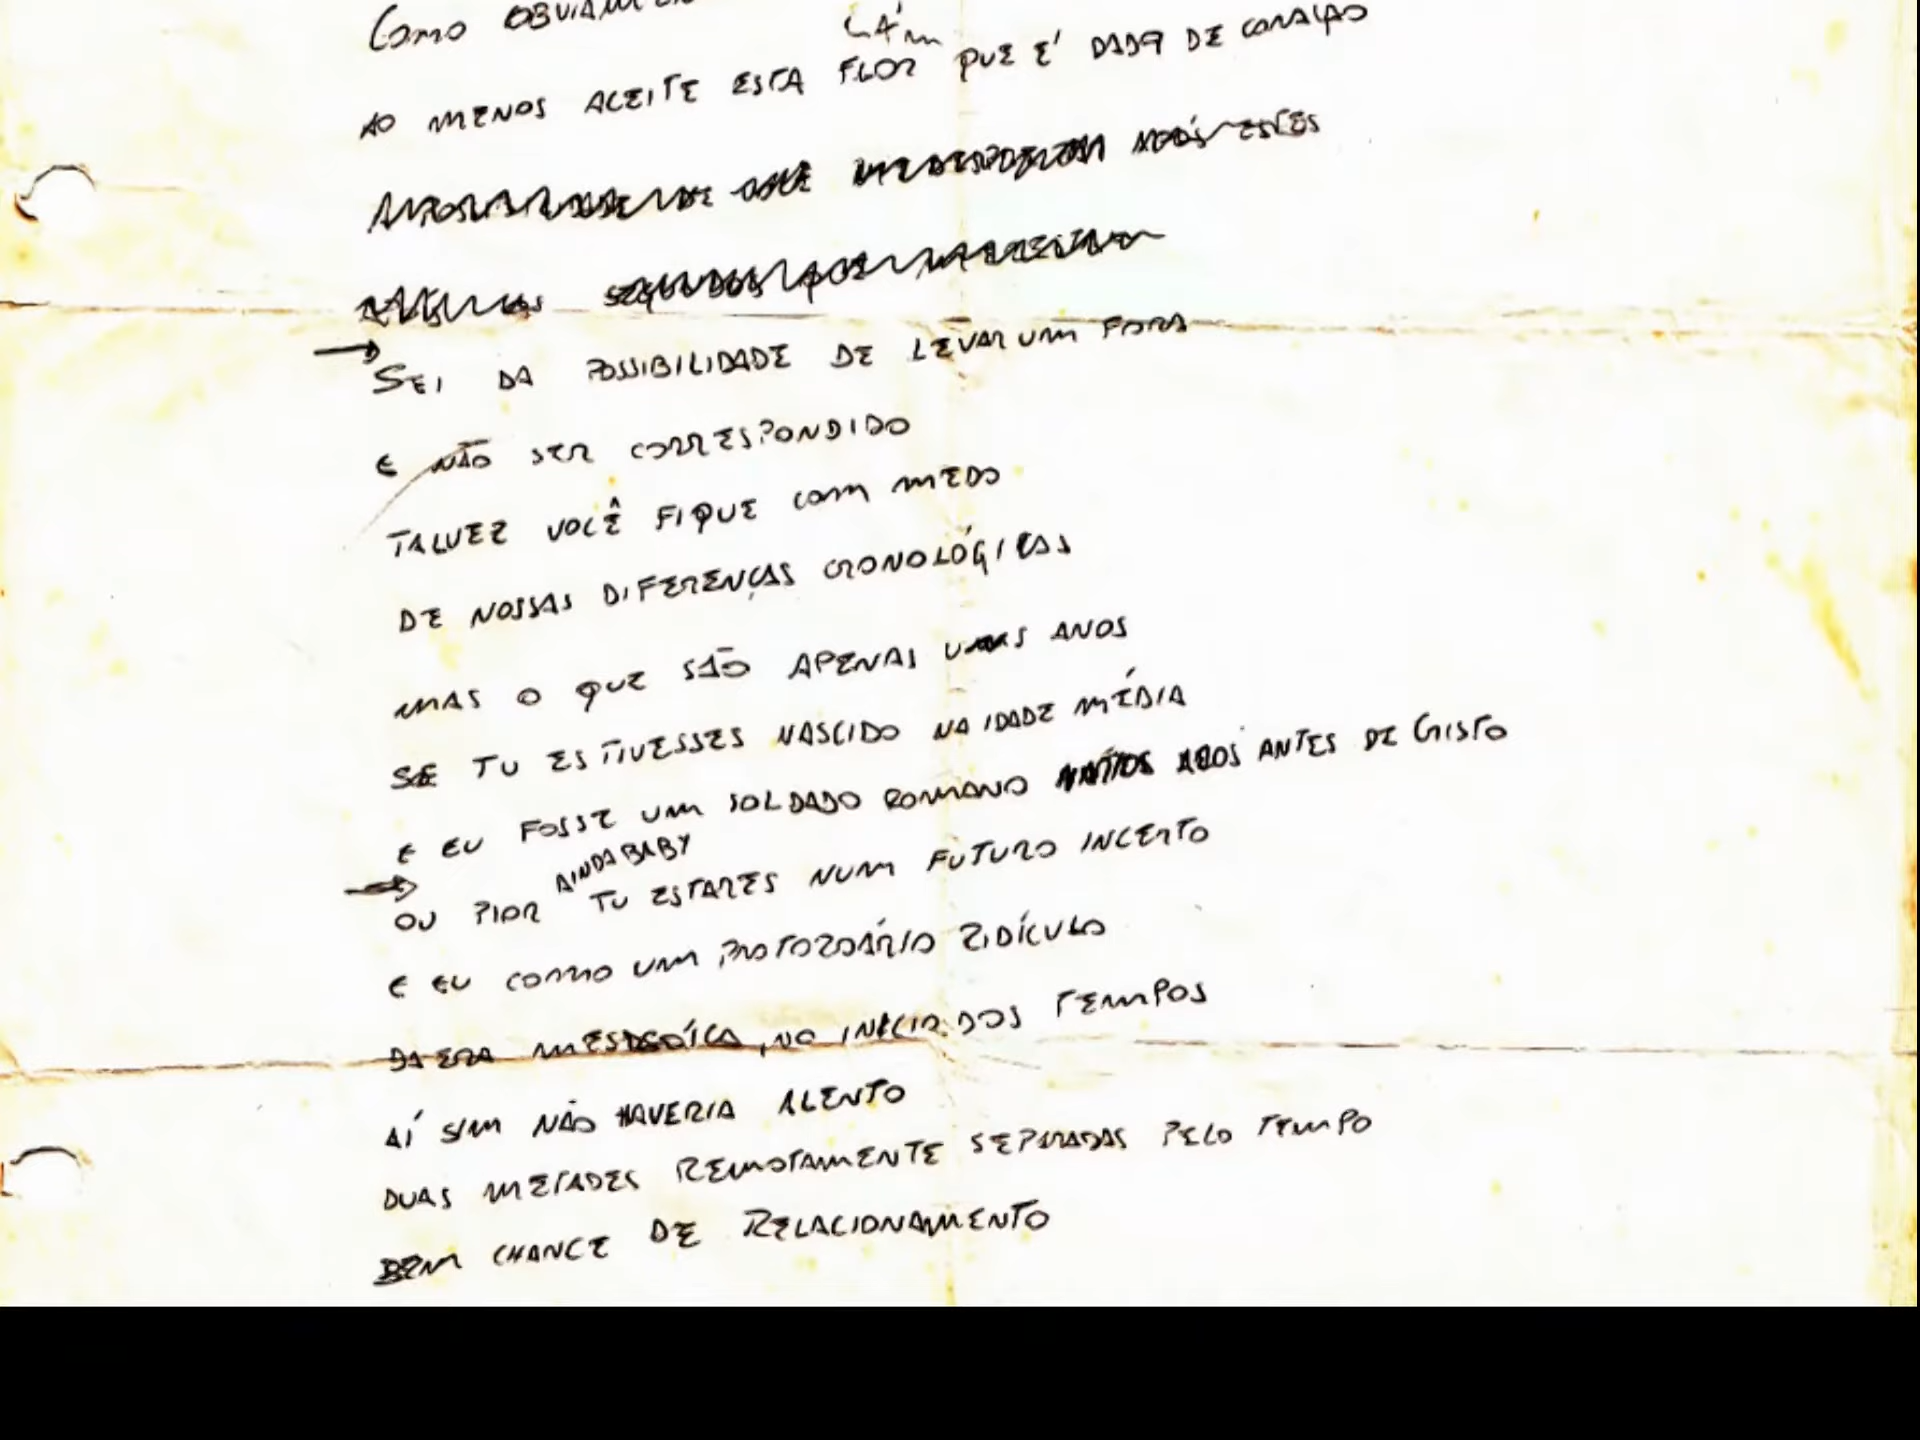 Como
LÁ EM
AO MENOS ACEITE ESTA FLOR QUE É DADA DE CORAÇÃO
SEI DA POSSIBILIDADE DE LEVAR UM FORA
E NÃO SER CORRESPONDIDO
TALVEZ VOCÊ FIQUE COM MEDO
DE NOSSAS DIFERENÇAS CRONOLÓGICAS
MAS O QUE SÃO APENAS UNS ANOS
SE TU ESTIVESSES NASCIDO NA IDADE MÉDIA
E EU FOSSE UM SOLDADO ROMANO ANOS ANTES DE CRISTO
AINDA BABY
OU PIOR TU ESTARES NUM FUTURO INCERTO
E EU COMO UM PROTOZOÁRIO RIDÍCULO
DA ERA MESOZÓICA, NO INÍCIO DOS TEMPOS
AÍ SIM NÃO HAVERIA ALENTO
DUAS METADES REMOTAMENTE SEPARADAS PELO TEMPO
SEM CHANCE DE RELACIONAMENTO